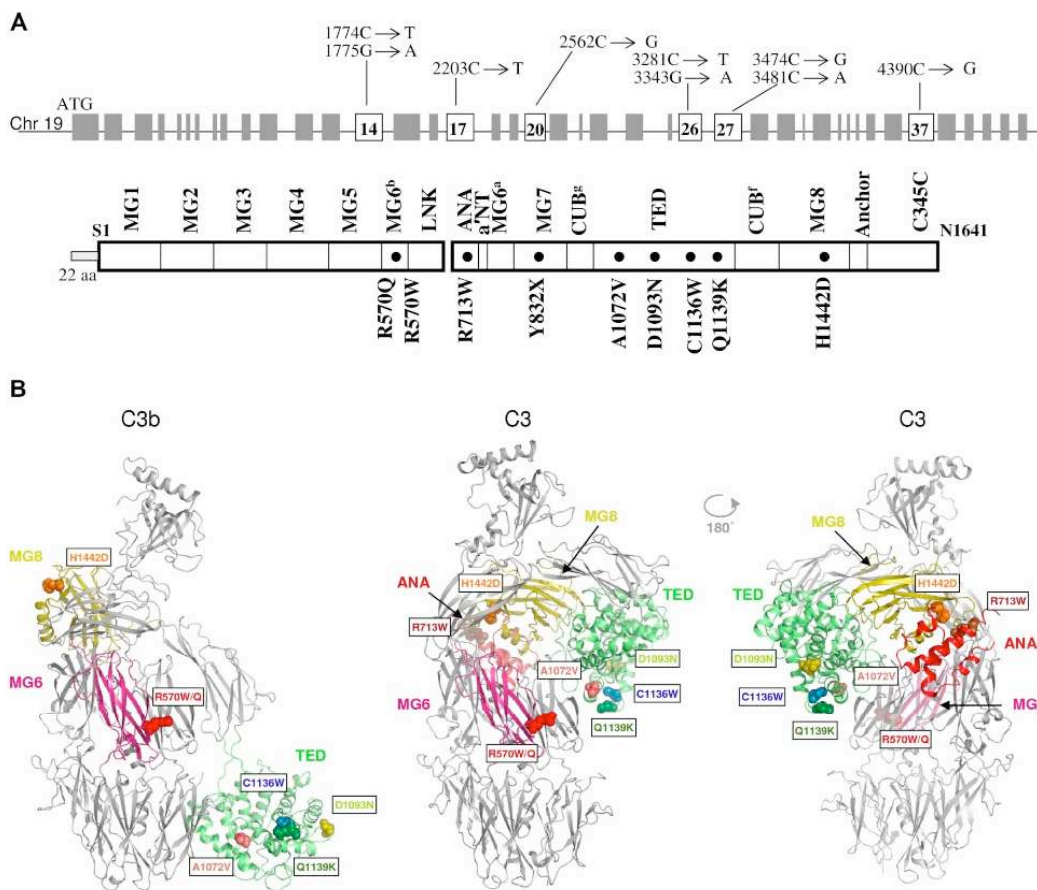 A
1774C → T
1775G → A
2203C → T
2562C → G
3281C → T
3343G → A
3474C → G
3481C → A
4390C → G
ATG
Chr 19
14
17
20
26
27
37
MG1
MG2
MG3
MG4
MG5
MG6b
LNK
ANA
a'NT
MG6a
MG7
CUBg
TED
CUBf
MG8
Anchor
C345C
S1
N1641
22 aa
R570Q
R570W
R713W
Y832X
A1072V
D1093N
C1136W
Q1139K
H1442D
B
C3b
C3
C3
MG8
H1442D
MG6
R570W/Q
TED
C1136W
D1093N
A1072V
Q1139K
MG8
ANA
H1442D
TED
R713W
D1093N
A1072V
MG6
C1136W
Q1139K
R570W/Q
180°
MG8
H1442D
TED
R713W
ANA
D1093N
A1072V
C1136W
MG
Q1139K
R570W/Q